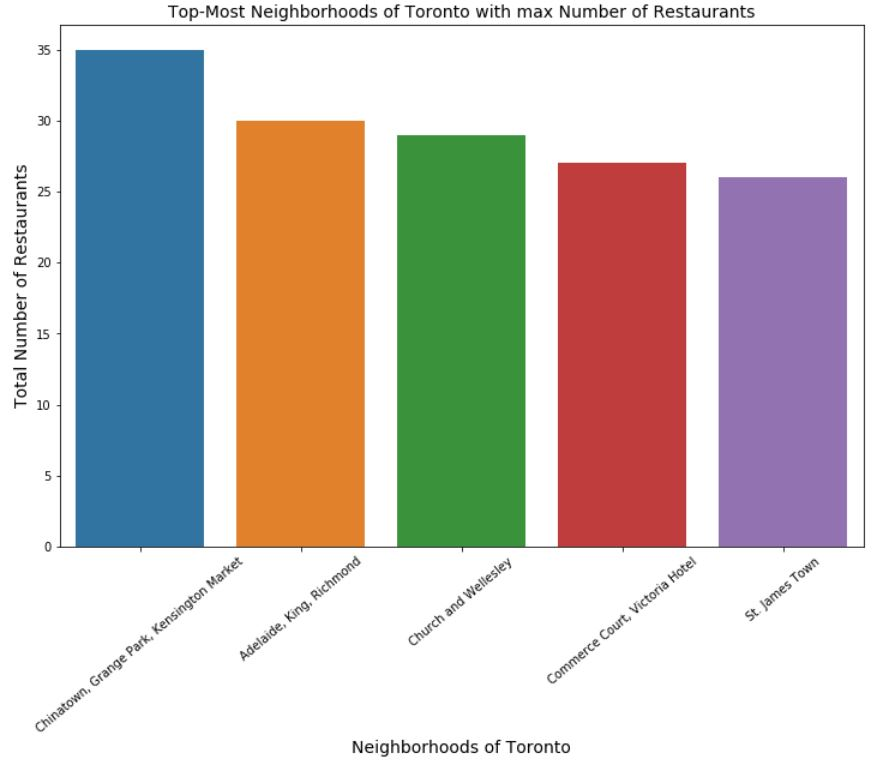 Top-Most Neighborhoods of Toronto with max Number of Restaurants
Total Number of Restaurants
35
30
25
20
15
10
5
0
Chinatown, Grange Park, Kensington Market
Adelaide, King, Richmond
Church and Wellesley
Commerce Court, Victoria Hotel
St. James Town
Neighborhoods of Toronto